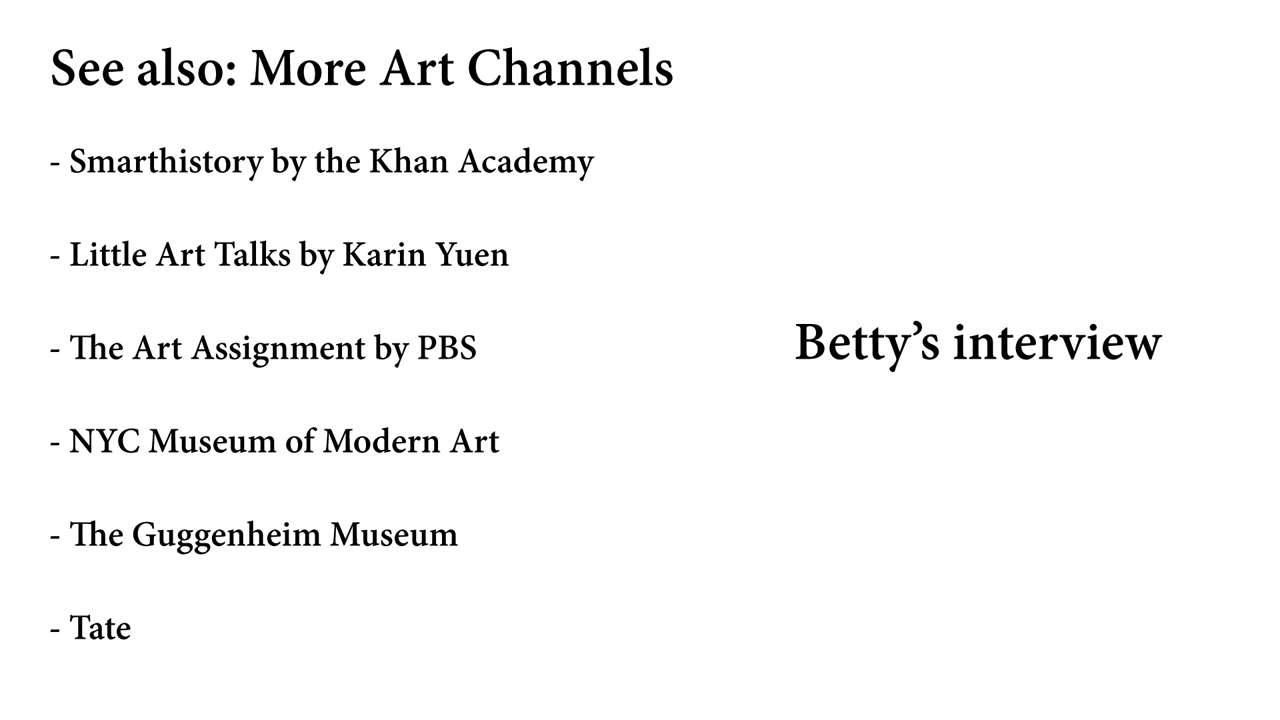 See also: More Art Channels
- Smarthistory by the Khan Academy
- Little Art Talks by Karin Yuen
- The Art Assignment by PBS
- NYC Museum of Modern Art
- The Guggenheim Museum
- Tate
Betty’s interview